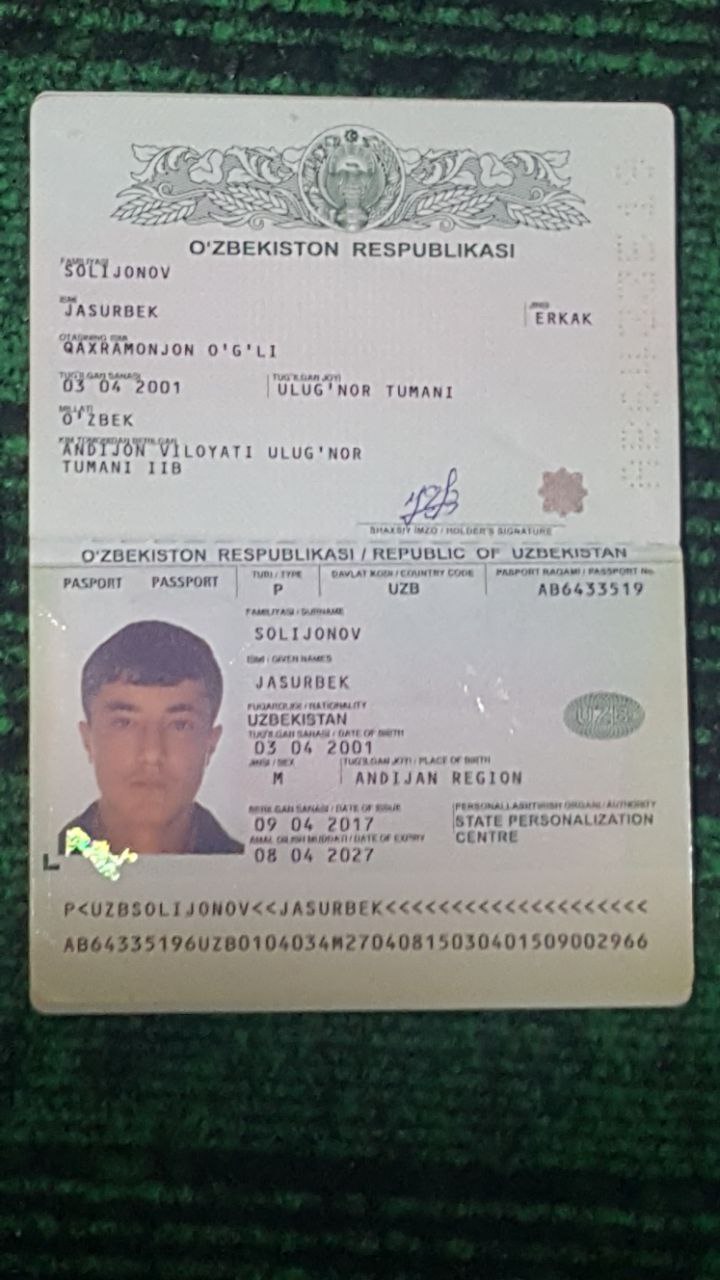 O'ZBEKISTON RESPUBLIKASI
FAMILIYASI
SOLIJONOV
ISMI
JASURBEK
JINSI
ERKAK
OTASINING ISMI
QAXRAMONJON O'G'LI
TUG'ILGAN SANASI
03 04 2001
TUG'ILGAN JOYI
ULUG'NOR TUMANI
MILLATI
O'ZBEK
KIM TOMONIDAN BERILGAN
ANDIJON VILOYATI ULUG'NOR
TUMANI IIB
SHAXSIY IMZO / HOLDER'S SIGNATURE
O'ZBEKISTON RESPUBLIKASI / REPUBLIC OF UZBEKISTAN
PASPORT PASSPORT
TURI / TYPE
P
DAVLAT KODI / COUNTRY CODE
UZB
PASPORT RAQAMI / PASSPORT No.
AB6433519
FAMILIYASI / SURNAME
SOLIJONOV
ISMI / GIVEN NAMES
JASURBEK
FUQAROLIGI / NATIONALITY
UZBEKISTAN
TUG'ILGAN SANASI / DATE OF BIRTH
03 04 2001
JINSI / SEX
M
TUG'ILGAN JOYI / PLACE OF BIRTH
ANDIJAN REGION
UZB
BERILGAN SANASI / DATE OF ISSUE
09 04 2017
AMAL QILISH MUDDATI / DATE OF EXPIRY
08 04 2027
PERSONALLASHTIRISH ORGANI / AUTHORITY
STATE PERSONALIZATION
CENTRE
P<UZBSOLIJONOV<<JASURBEK<<<<<<<<<<<<<<<<<<<<
AB64335196UZB0104034M27040815030401509002966